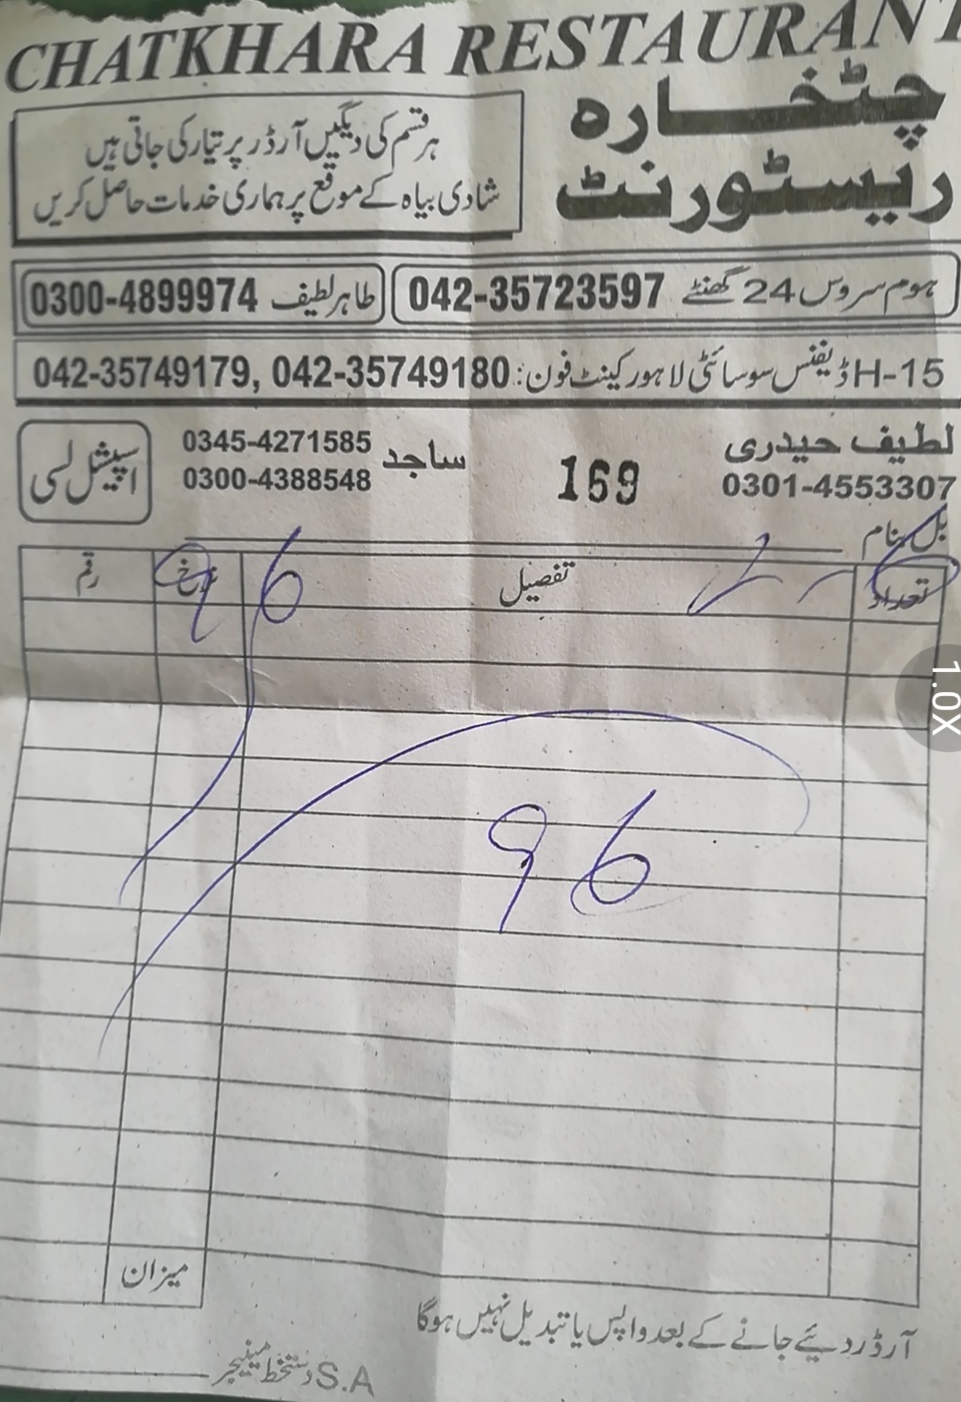 CHATKHARA RESTAURANT
چٹخارہ
ریسٹورنٹ
ہر قسم کی دیگیں آرڈر پر تیار کی جاتی ہیں
شادی بیاہ کے موقع پر ہماری خدمات حاصل کریں
ہوم سروس 24 گھنٹے 042-35723597
طاہر لطیف 0300-4899974
15-H ڈیفنس سوسائٹی لاہور کینٹ فون: 042-35749180, 042-35749179
لطیف حیدری
0301-4553307
169
ساجد
0345-4271585
0300-4388548
اسپیشل لسی
بل بنام
تعداد تفصیل نرخ رقم
96
96
میزان
آرڈر دیئے جانے کے بعد واپس یا تبدیل نہیں ہوگا
دستخط مینیجر
S.A
1.0X